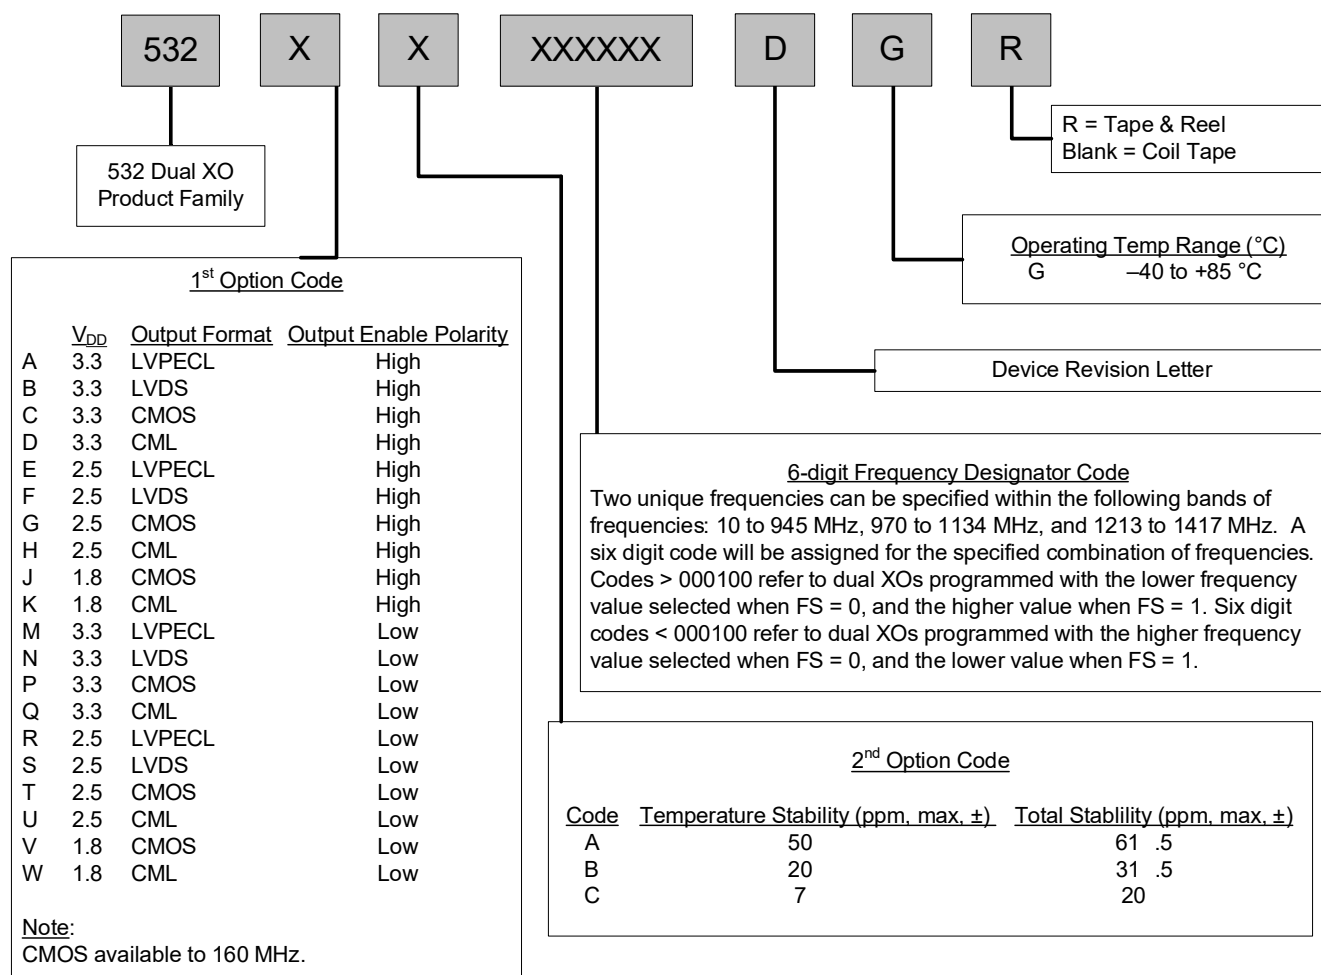 532 X X XXXXXX D G R
R = Tape & Reel
Blank = Coil Tape
532 Dual XO
Product Family
Operating Temp Range (°C)
G –40 to +85 °C
Device Revision Letter
1st Option Code
VDD Output Format Output Enable Polarity
A 3.3 LVPECL High
B 3.3 LVDS High
C 3.3 CMOS High
D 3.3 CML High
E 2.5 LVPECL High
F 2.5 LVDS High
G 2.5 CMOS High
H 2.5 CML High
J 1.8 CMOS High
K 1.8 CML High
M 3.3 LVPECL Low
N 3.3 LVDS Low
P 3.3 CMOS Low
Q 3.3 CML Low
R 2.5 LVPECL Low
S 2.5 LVDS Low
T 2.5 CMOS Low
U 2.5 CML Low
V 1.8 CMOS Low
W 1.8 CML Low
Note:
CMOS available to 160 MHz.
6-digit Frequency Designator Code
Two unique frequencies can be specified within the following bands of
frequencies: 10 to 945 MHz, 970 to 1134 MHz, and 1213 to 1417 MHz. A
six digit code will be assigned for the specified combination of frequencies.
Codes > 000100 refer to dual XOs programmed with the lower frequency
value selected when FS = 0, and the higher value when FS = 1. Six digit
codes < 000100 refer to dual XOs programmed with the higher frequency
value selected when FS = 0, and the lower value when FS = 1.
2nd Option Code
Code Temperature Stability (ppm, max, ±) Total Stablility (ppm, max, ±)
A 50 61 .5
B 20 31 .5
C 7 20